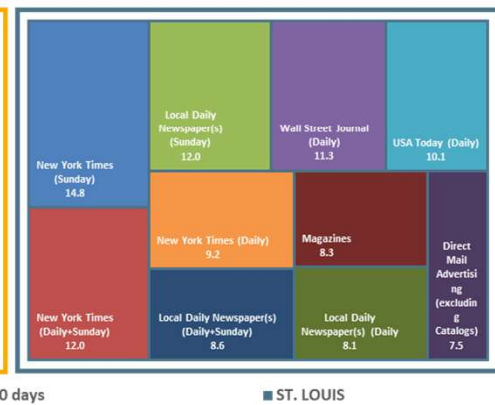 New York Times
(Sunday)
14.8
Local Daily
Newspaper(s)
(Sunday)
12.0
Wall Street Journal
(Daily)
11.3
USA Today (Daily)
10.1
New York Times (Daily)
9.2
Magazines
8.3
Direct
Mail
Advertisi
ng
(excludin
g
Catalogs)
7.5
New York Times
(Daily+Sunday)
12.0
Local Daily Newspaper(s)
(Daily+Sunday)
8.6
Local Daily
Newspaper(s) (Daily
8.1
0 days
ST. LOUIS